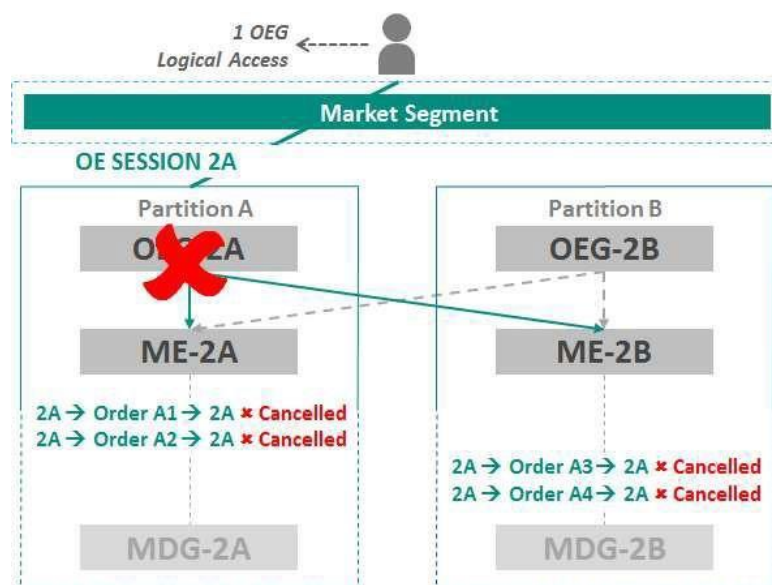 1 OEG
Logical Access
Market Segment
OE SESSION 2A
Partition A
Partition B
2A
OEG-2B
ME-2A
ME-2B
2A → Order A1 → 2A ✖ Cancelled
2A → Order A2 → 2A ✖ Cancelled
2A → Order A3 → 2A ✖ Cancelled
2A → Order A4 → 2A ✖ Cancelled
MDG-2A
MDG-2B